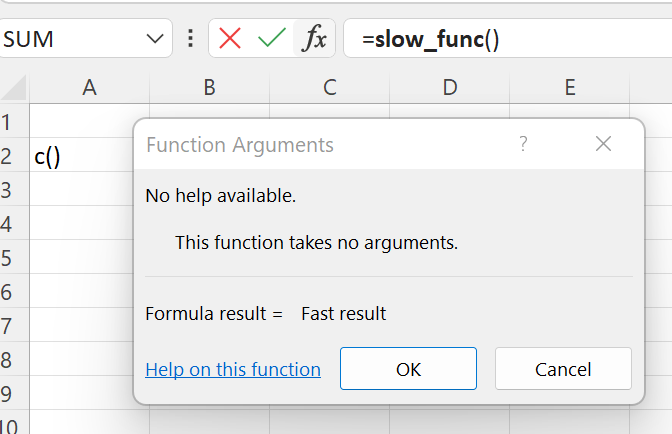 SUM
fx =slow_func()
A B C D E
1
2 c()
3
4
5
6
7
8
9
10
Function Arguments ?
No help available.
This function takes no arguments.
Formula result = Fast result
Help on this function OK Cancel